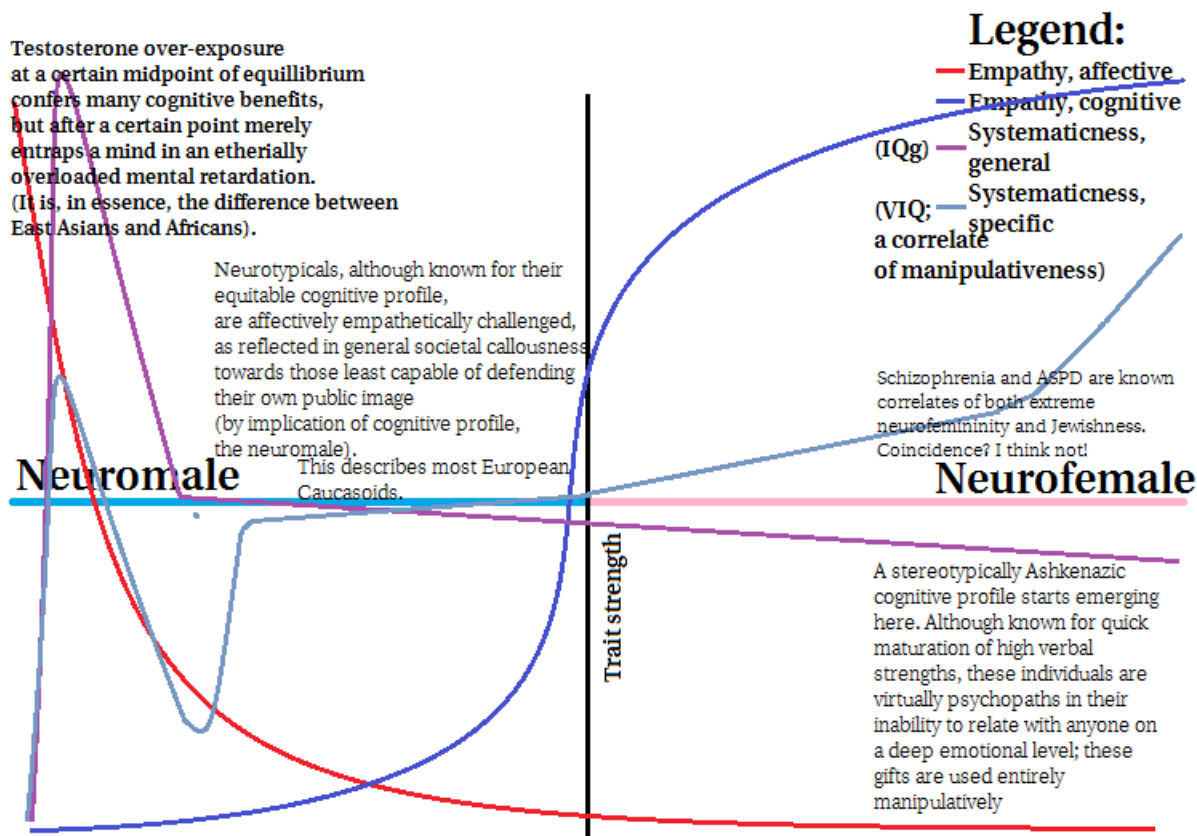 Testosterone over-exposure
at a certain midpoint of equillibrium
confers many cognitive benefits,
but after a certain point merely
entraps a mind in an etherially
overloaded mental retardation.
(It is, in essence, the difference between
East Asians and Africans).
Legend:
Empathy, affective
Empathy, cognitive
(IQg) Systematicness,
general
Systematicness,
(VIQ; specific
a correlate
of manipulativeness)
Neurotypicals, although known for their
equitable cognitive profile,
are affectively empathetically challenged,
as reflected in general societal callousness
towards those least capable of defending
their own public image
(by implication of cognitive profile,
the neuromale).
This describes most European
Caucasoids.
Schizophrenia and ASPD are known
correlates of both extreme
neurofemininity and Jewishness.
Coincidence? I think not!
Neuromale
Neurofemale
Trait strength
A stereotypically Ashkenazic
cognitive profile starts emerging
here. Although known for quick
maturation of high verbal
strengths, these individuals are
virtually psychopaths in their
inability to relate with anyone on
a deep emotional level; these
gifts are used entirely
manipulatively